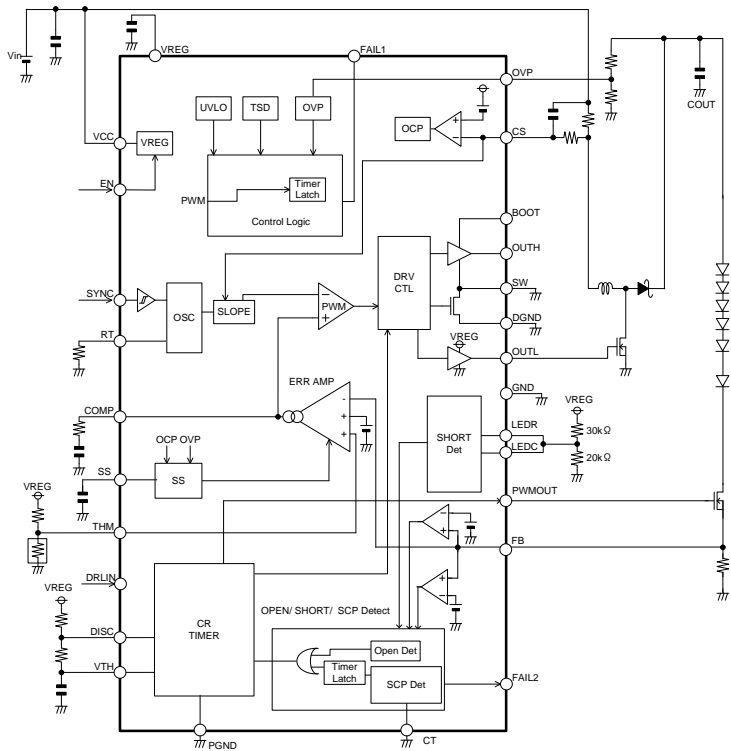 VREG
FAIL1
Vin
OVP
COUT
UVLO
TSD
OVP
OCP
CS
VCC
VREG
EN
PWM
Timer
Latch
Control Logic
BOOT
OUTH
DRV
CTL
SW
SYNC
OSC
SLOPE
PWM
DGND
RT
VREG
OUTL
ERR AMP
GND
COMP
VREG
LEDR
30kΩ
SHORT
Det
LEDC
20kΩ
OCP OVP
SS
SS
PWMOUT
VREG
THM
FB
DRLIN
VREG
OPEN/ SHORT/ SCP Detect
CR
TIMER
DISC
Open Det
Timer
Latch
SCP Det
VTH
FAIL2
PGND
CT